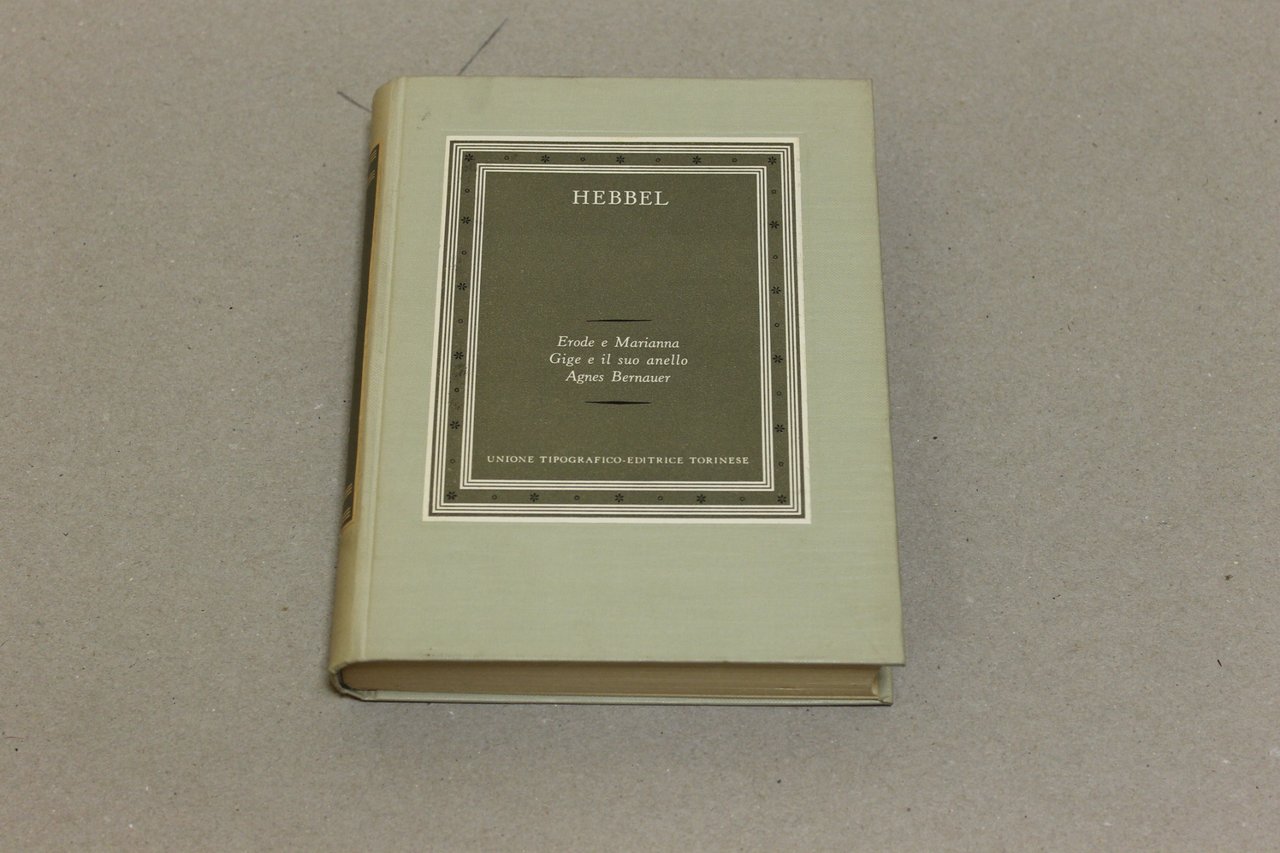 HEBBEL
Erode e Marianna
Gige e il suo anello
Agnes Bernauer
UNIONE TIPOGRAFICO-EDITRICE TORINESE